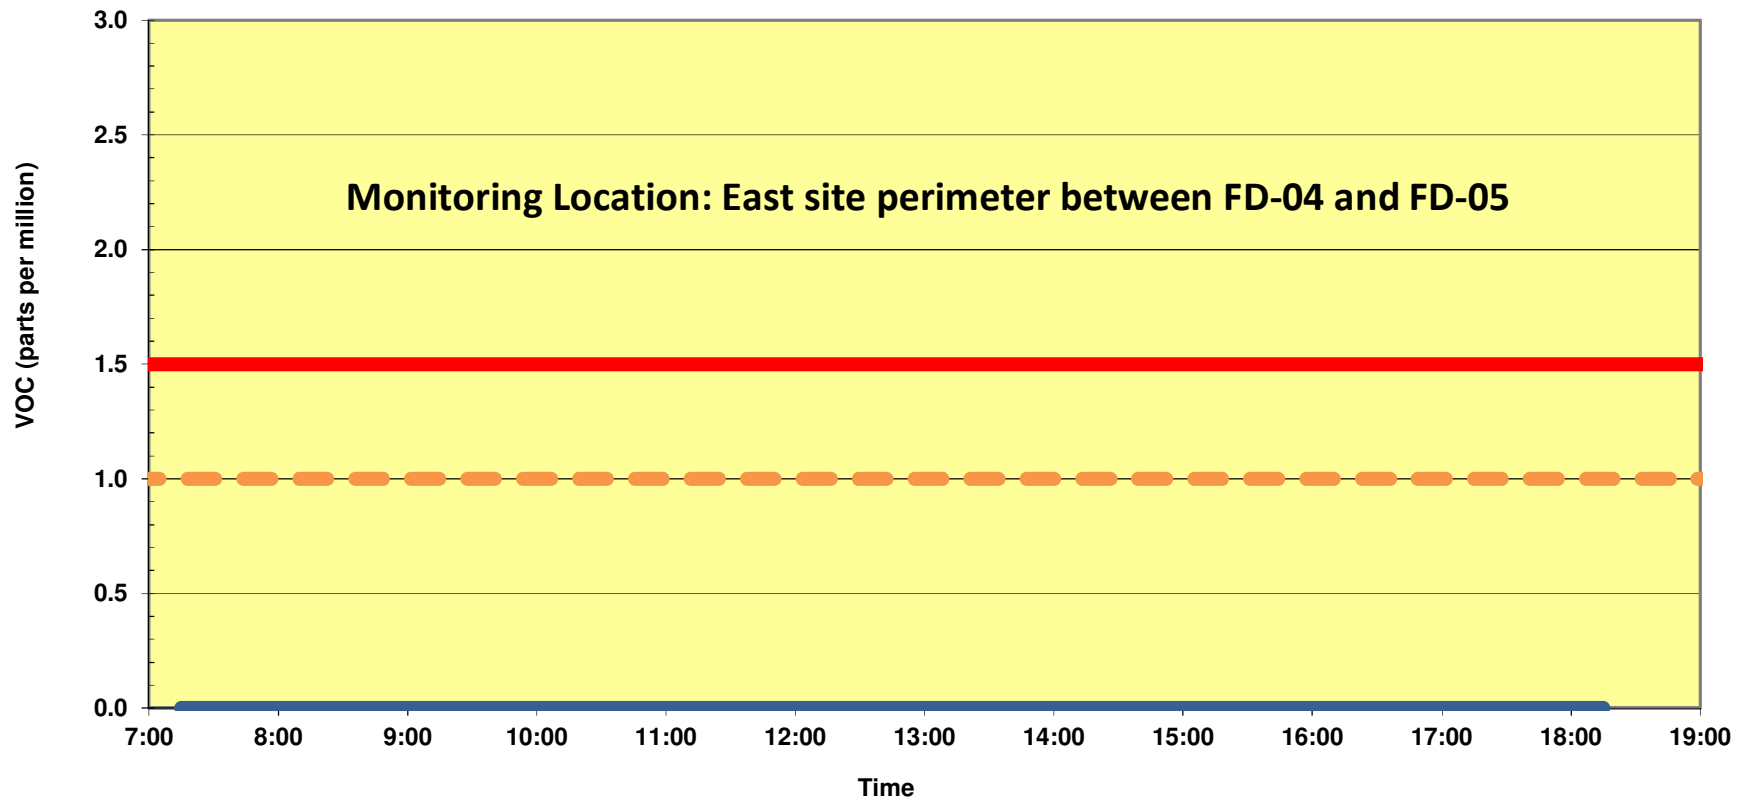 3.0
2.5
Monitoring Location: East site perimeter between FD-04 and FD-05
2.0
1.5
1.0
0.5
0.0
VOC (parts per million)
7:00 8:00 9:00 10:00 11:00 12:00 13:00 14:00 15:00 16:00 17:00 18:00 19:00
Time